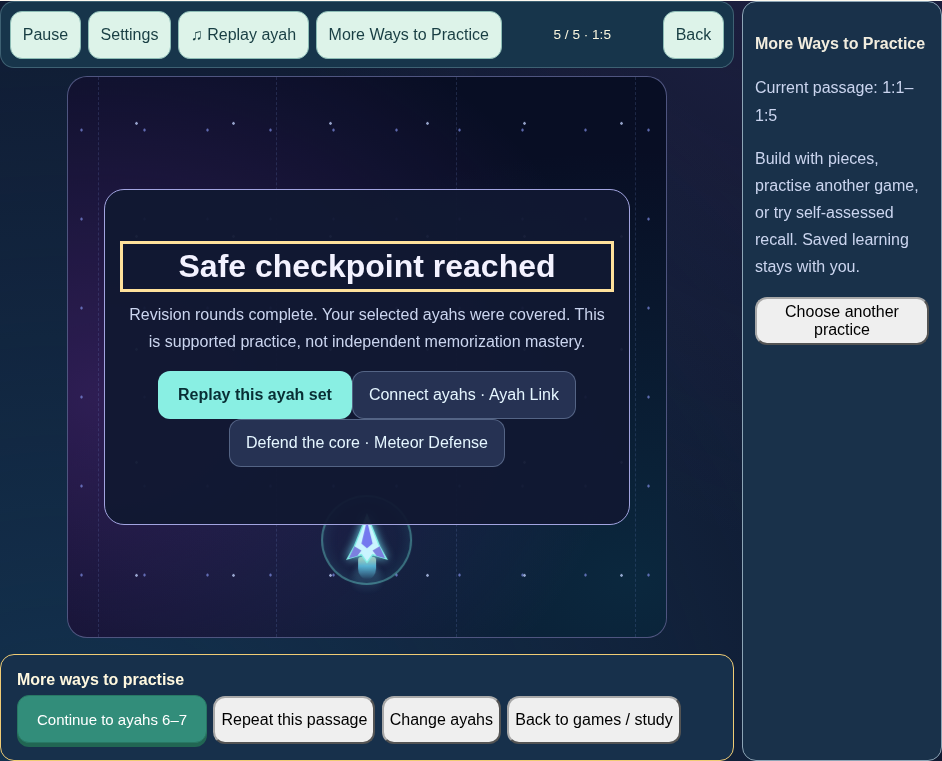 Pause
Settings
♫ Replay ayah
More Ways to Practice
5 / 5 · 1:5
Back
Safe checkpoint reached
Revision rounds complete. Your selected ayahs were covered. This
is supported practice, not independent memorization mastery.
Replay this ayah set
Connect ayahs · Ayah Link
Defend the core · Meteor Defense
More ways to practise
Continue to ayahs 6–7
Repeat this passage
Change ayahs
Back to games / study
More Ways to Practice
Current passage: 1:1–
1:5
Build with pieces,
practise another game,
or try self-assessed
recall. Saved learning
stays with you.
Choose another
practice